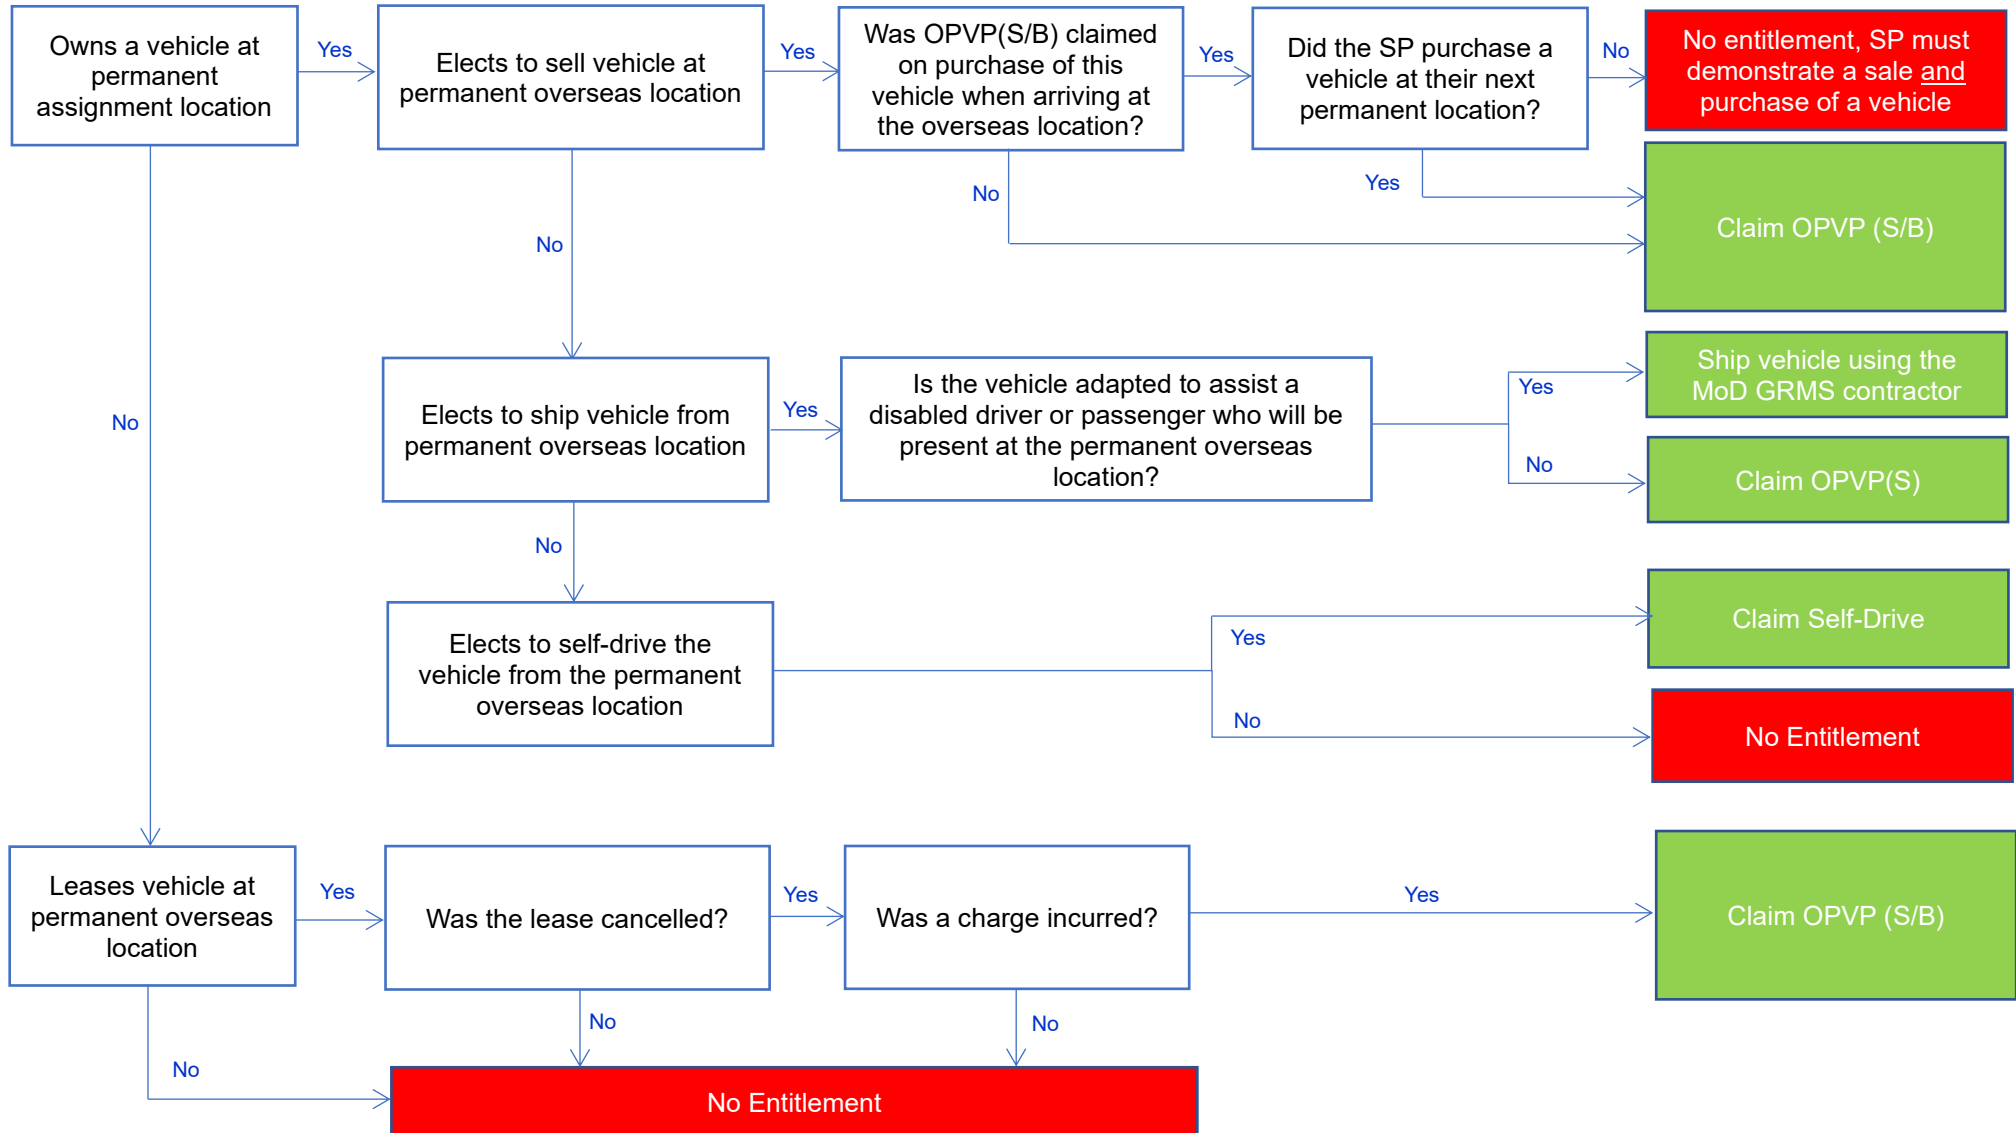 Owns a vehicle at
permanent
assignment location
Yes
Elects to sell vehicle at
permanent overseas location
Yes
Was OPVP(S/B) claimed
on purchase of this
vehicle when arriving at
the overseas location?
Yes
Did the SP purchase a
vehicle at their next
permanent location?
No
No entitlement, SP must
demonstrate a sale and
purchase of a vehicle
No
Yes
Claim OPVP (S/B)
No
No
Elects to ship vehicle from
permanent overseas location
Yes
Is the vehicle adapted to assist a
disabled driver or passenger who will be
present at the permanent overseas
location?
Yes
Ship vehicle using the
MoD GRMS contractor
No
Claim OPVP(S)
No
Elects to self-drive the
vehicle from the permanent
overseas location
Yes
Claim Self-Drive
No
No Entitlement
Leases vehicle at
permanent overseas
location
Yes
Was the lease cancelled?
Yes
Was a charge incurred?
Yes
Claim OPVP (S/B)
No
No
No
No Entitlement